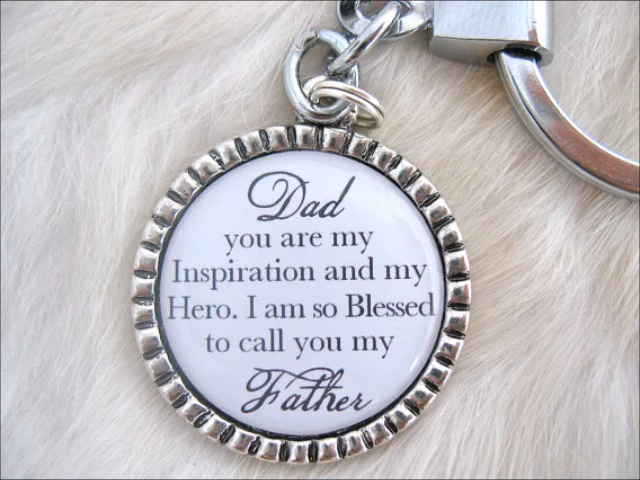 Dad
you are my
Inspiration and my
Hero. I am so Blessed
to call you my
Father